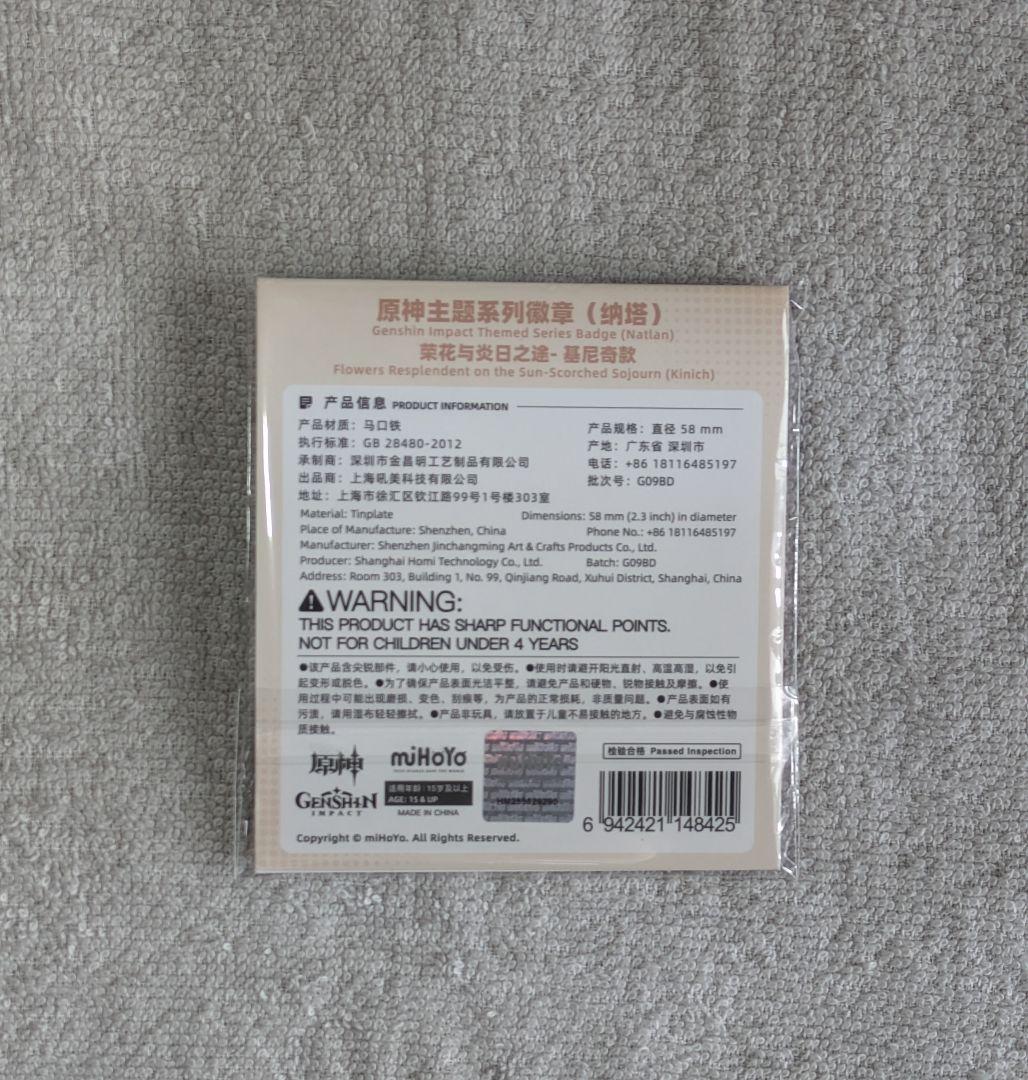 原神主题系列徽章（纳塔）
Genshin Impact Themed Series Badge (Natlan)
荣花与炎日之途- 基尼奇款
Flowers Resplendent on the Sun-Scorched Sojourn (Kinich)
产品信息 PRODUCT INFORMATION
产品材质：马口铁 产品规格：直径 58 mm
执行标准：GB 28480-2012 产地：广东省 深圳市
承制商：深圳市金昌明工艺制品有限公司 电话：+86 18116485197
出品商：上海吼美科技有限公司 批次号：G09BD
地址：上海市徐汇区钦江路99号1号楼303室
Material: Tinplate Dimensions: 58 mm (2.3 inch) in diameter
Place of Manufacture: Shenzhen, China Phone No.: +86 18116485197
Manufacturer: Shenzhen Jinchangming Art & Crafts Products Co., Ltd.
Producer: Shanghai Homi Technology Co., Ltd. Batch: G09BD
Address: Room 303, Building 1, No. 99, Qinjiang Road, Xuhui District, Shanghai, China
WARNING:
THIS PRODUCT HAS SHARP FUNCTIONAL POINTS.
NOT FOR CHILDREN UNDER 4 YEARS
●该产品含尖锐部件，请小心使用，以免受伤。●使用时请避开阳光直射、高温高湿，以免引
起变形或脱色。●为了确保产品表面光洁平整，请避免产品和硬物、锐物接触及摩擦。●使
用过程中可能出现磨损、变色、刮痕等，为产品的正常损耗，非质量问题。●产品表面如有
污渍，请用湿布轻轻擦拭。●产品非玩具，请放置于儿童不易接触的地方。●避免与腐蚀性物
质接触。
原神
GENSHIN
IMPACT
miHoYo
TECH OTAKUS SAVE THE WORLD
适用年龄：15岁及以上
AGE: 15 & UP
MADE IN CHINA
检验合格 Passed Inspection
6 942421 148425
Copyright © miHoYo. All Rights Reserved.